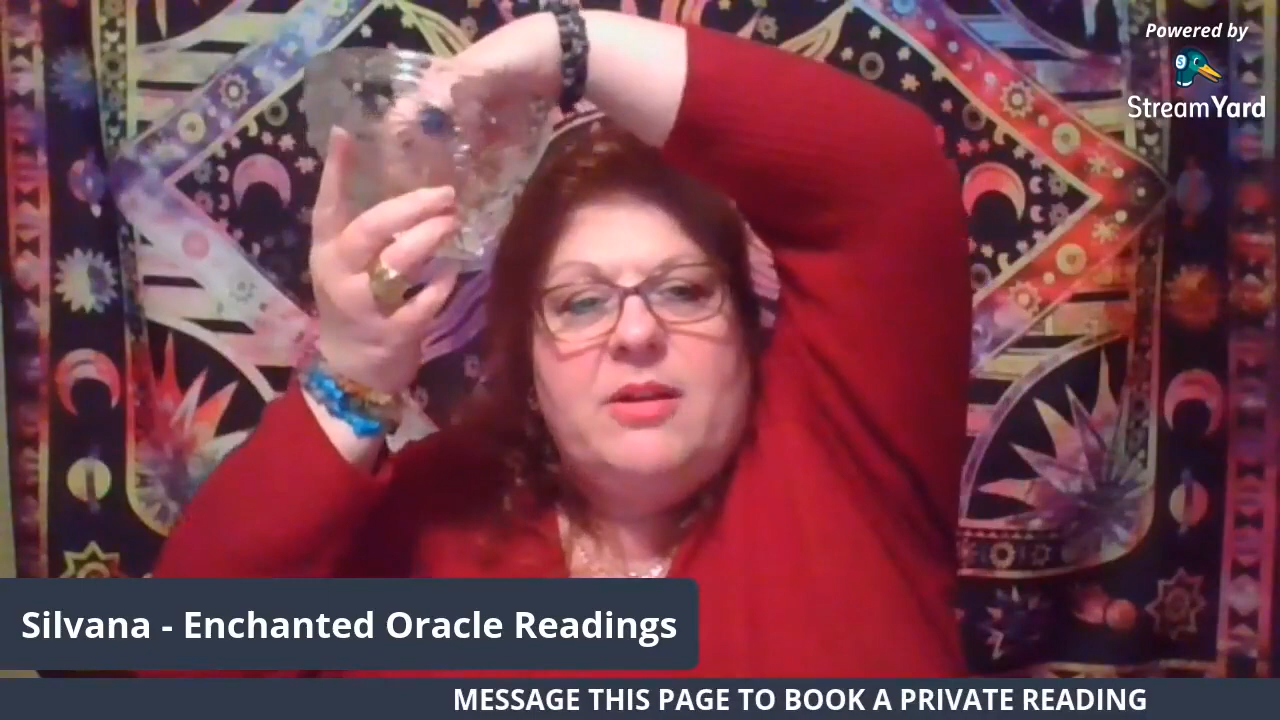 Powered by
StreamYard
Silvana - Enchanted Oracle Readings
MESSAGE THIS PAGE TO BOOK A PRIVATE READING